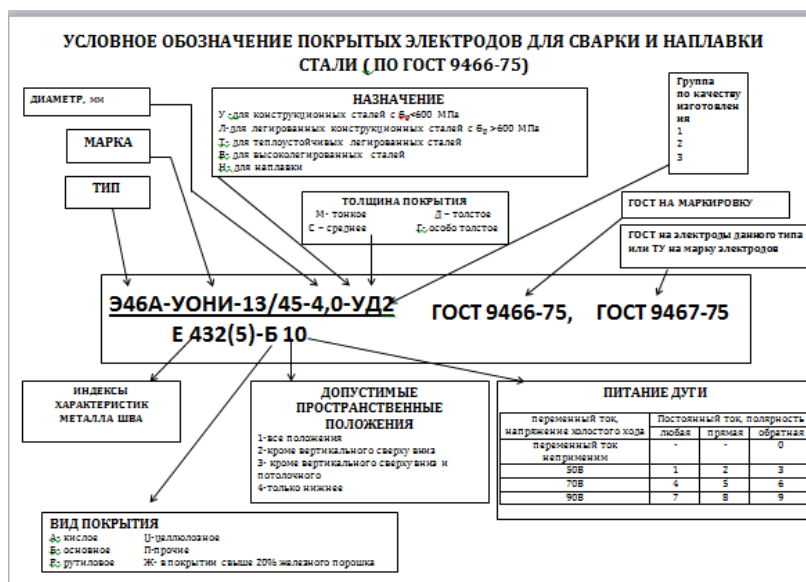 УСЛОВНОЕ ОБОЗНАЧЕНИЕ ПОКРЫТЫХ ЭЛЕКТРОДОВ ДЛЯ СВАРКИ И НАПЛАВКИ
СТАЛИ ( ПО ГОСТ 9466-75)
ДИАМЕТР, мм
МАРКА
ТИП
НАЗНАЧЕНИЕ
У -для конструкционных сталей с бв<600 МПа
Л-для легированных конструкционных сталей с бв >600 МПа
Т- для теплоустойчивых легированных сталей
В- для высоколегированных сталей
Н- для наплавки
Группа
по качеству
изготовлен
ия
1
2
3
ТОЛЩИНА ПОКРЫТИЯ
М- тонкое Д – толстое
С – среднее Г- особо толстое
ГОСТ НА МАРКИРОВКУ
ГОСТ на электроды данного типа
или ТУ на марку электродов
Э46А-УОНИ-13/45-4,0-УД2 ГОСТ 9466-75, ГОСТ 9467-75
Е 432(5)-Б 10
ИНДЕКСЫ
ХАРАКТЕРИСТИК
МЕТАЛЛА ШВА
ДОПУСТИМЫЕ
ПРОСТРАНСТВЕННЫЕ
ПОЛОЖЕНИЯ
1-все положения
2-кроме вертикального сверху вниз
3- кроме вертикального сверху вниз и
потолочного
4-только нижнее
ПИТАНИЕ ДУГИ
переменный ток, Постоянный ток, полярность
напряжение холостого хода любая прямая обратная
переменный ток - - 0
неприменим
50В 1 2 3
70В 4 5 6
90В 7 8 9
ВИД ПОКРЫТИЯ
А- кислое Ц-целлюлозное
Б- основное П-прочие
Р- рутиловое Ж- в покрытии свыше 20% железного порошка